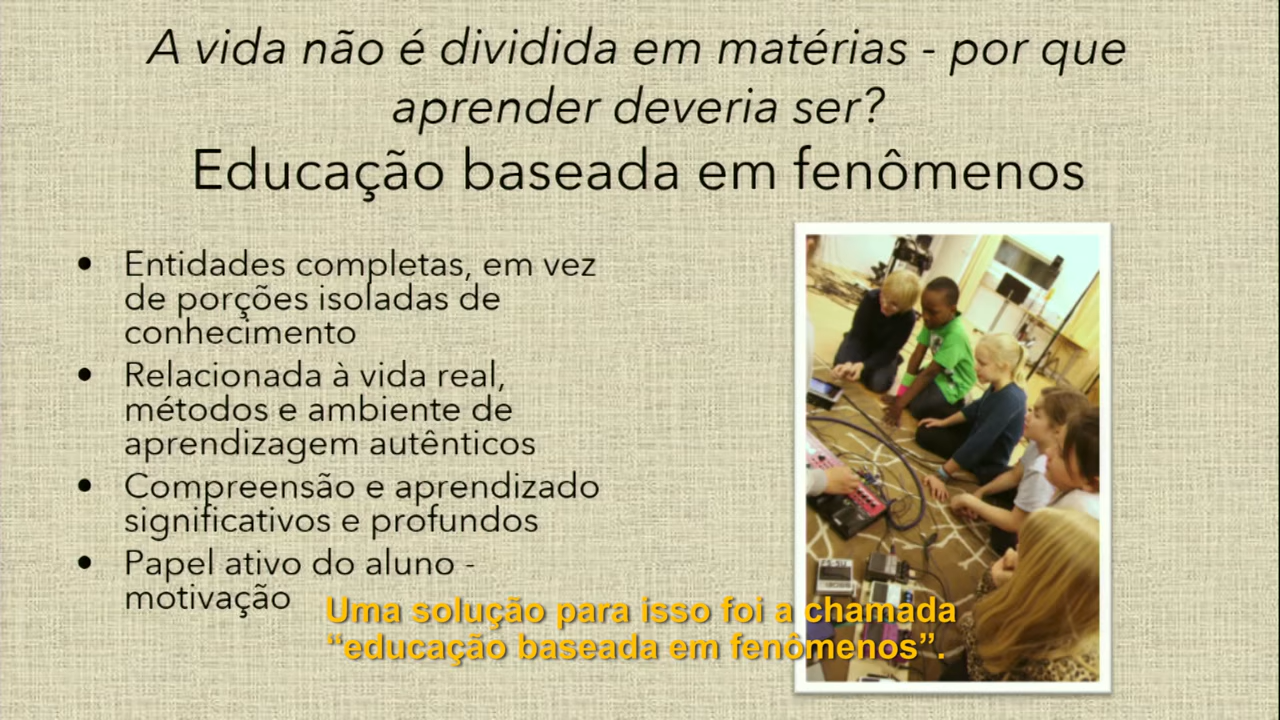 A vida não é dividida em matérias - por que
aprender deveria ser?
Educação baseada em fenômenos
• Entidades completas, em vez
de porções isoladas de
conhecimento
• Relacionada à vida real,
métodos e ambiente de
aprendizagem autênticos
• Compreensão e aprendizado
significativos e profundos
• Papel ativo do aluno -
motivação
Uma solução para isso foi a chamada
“educação baseada em fenômenos”.